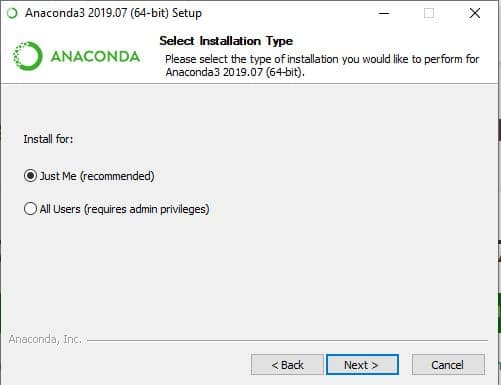 Anaconda3 2019.07 (64-bit) Setup
Select Installation Type
ANACONDA
Please select the type of installation you would like to perform for
Anaconda3 2019.07 (64-bit).
Install for:
Just Me (recommended)
All Users (requires admin privileges)
Anaconda, Inc.
< Back
Next >
Cancel